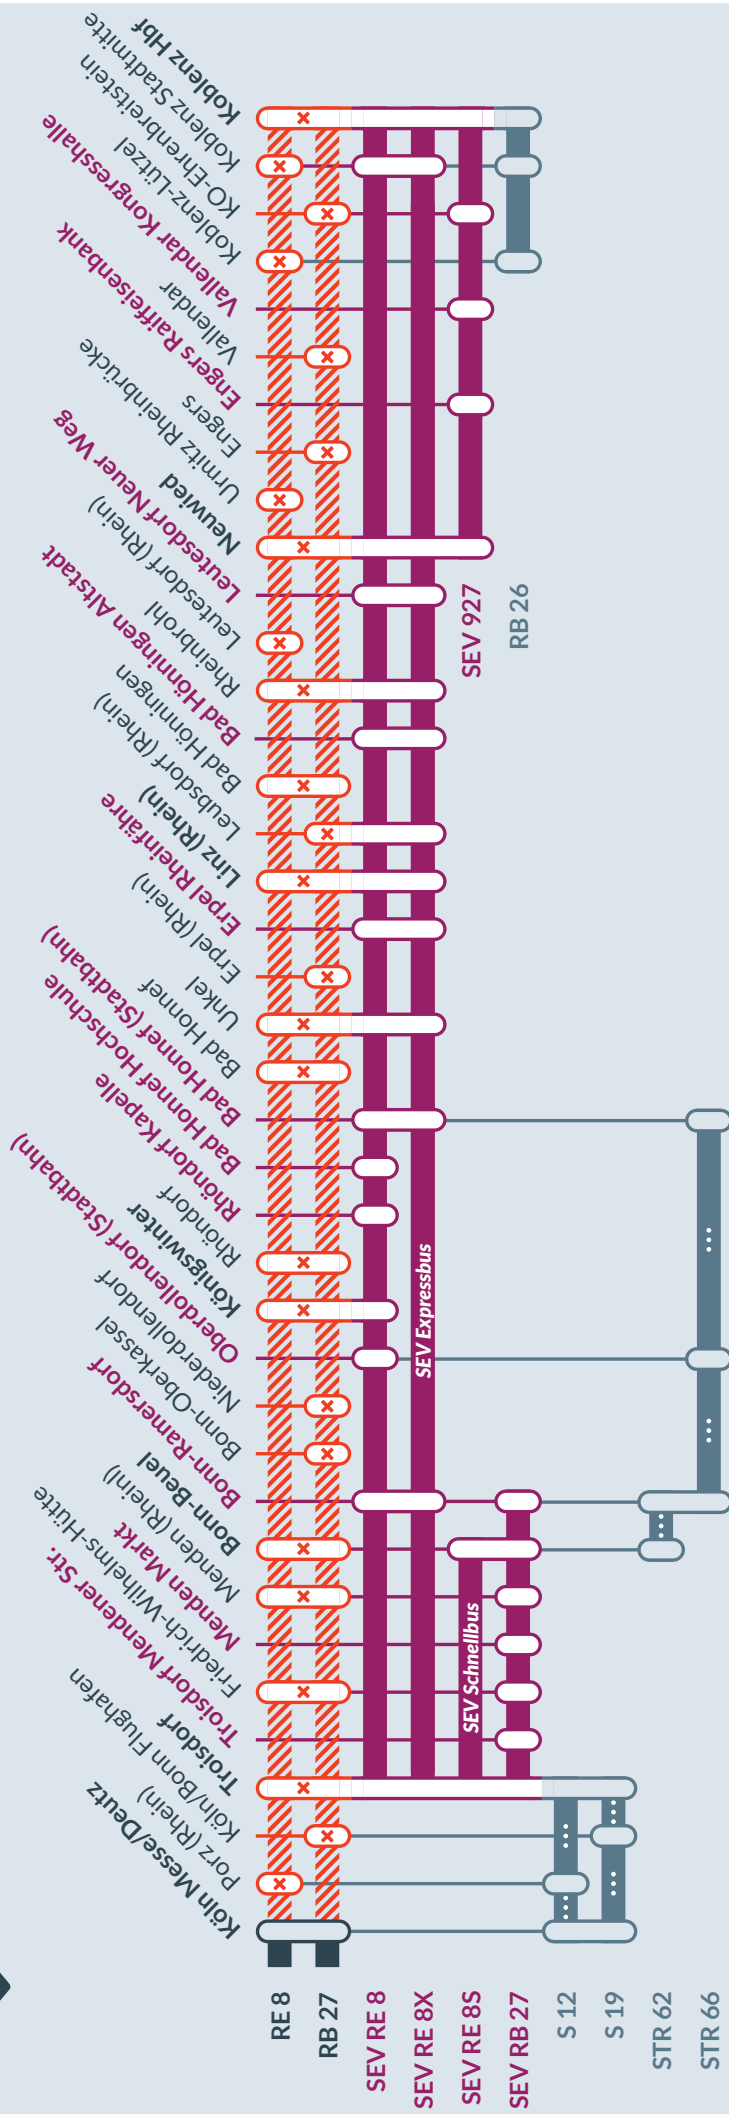 Köln Messe/Deutz
Porz (Rhein)
Köln/Bonn Flughafen
Troisdorf
Troisdorf Mendener Str.
Friedrich-Wilhelms-Hütte
Menden Markt
Menden (Rheinl)
Bonn-Beuel
Bonn-Ramersdorf
Bonn-Oberkassel
Niederdollendorf
Oberdollendorf (Stadtbahn)
Königswinter
Rhöndorf
Rhöndorf Kapelle
Bad Honnef Hochschule
Bad Honnef (Stadtbahn)
Bad Honnef
Unkel
Erpel (Rhein)
Erpel Rheinfähre
Linz (Rhein)
Leubsdorf (Rhein)
Bad Hönningen
Bad Hönningen Altstadt
Rheinbrohl
Leutesdorf (Rhein)
Leutesdorf Neuer Weg
Neuwied
Urmitz Rheinbrücke
Engers
Engers Raiffeisenbank
Vallendar
Vallendar Kongresshalle
Koblenz-Lützel
KO-Ehrenbreitstein
Koblenz Stadtmitte
Koblenz Hbf
RE 8
RB 27
SEV RE 8
SEV RE 8X
SEV Expressbus
SEV RE 8S
SEV Schnellbus
SEV 927
SEV RB 27
RB 26
S 12
S 19
STR 62
STR 66